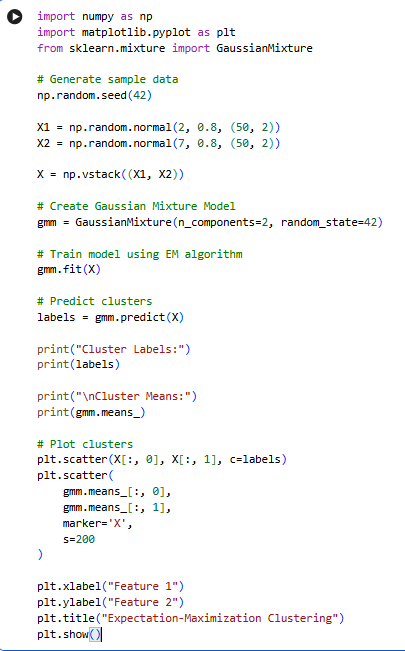 import numpy as np
import matplotlib.pyplot as plt
from sklearn.mixture import GaussianMixture

# Generate sample data
np.random.seed(42)

X1 = np.random.normal(2, 0.8, (50, 2))
X2 = np.random.normal(7, 0.8, (50, 2))

X = np.vstack((X1, X2))

# Create Gaussian Mixture Model
gmm = GaussianMixture(n_components=2, random_state=42)

# Train model using EM algorithm
gmm.fit(X)

# Predict clusters
labels = gmm.predict(X)

print("Cluster Labels:")
print(labels)

print("\nCluster Means:")
print(gmm.means_)

# Plot clusters
plt.scatter(X[:, 0], X[:, 1], c=labels)
plt.scatter(
    gmm.means_[:, 0],
    gmm.means_[:, 1],
    marker='X',
    s=200
)

plt.xlabel("Feature 1")
plt.ylabel("Feature 2")
plt.title("Expectation-Maximization Clustering")
plt.show()